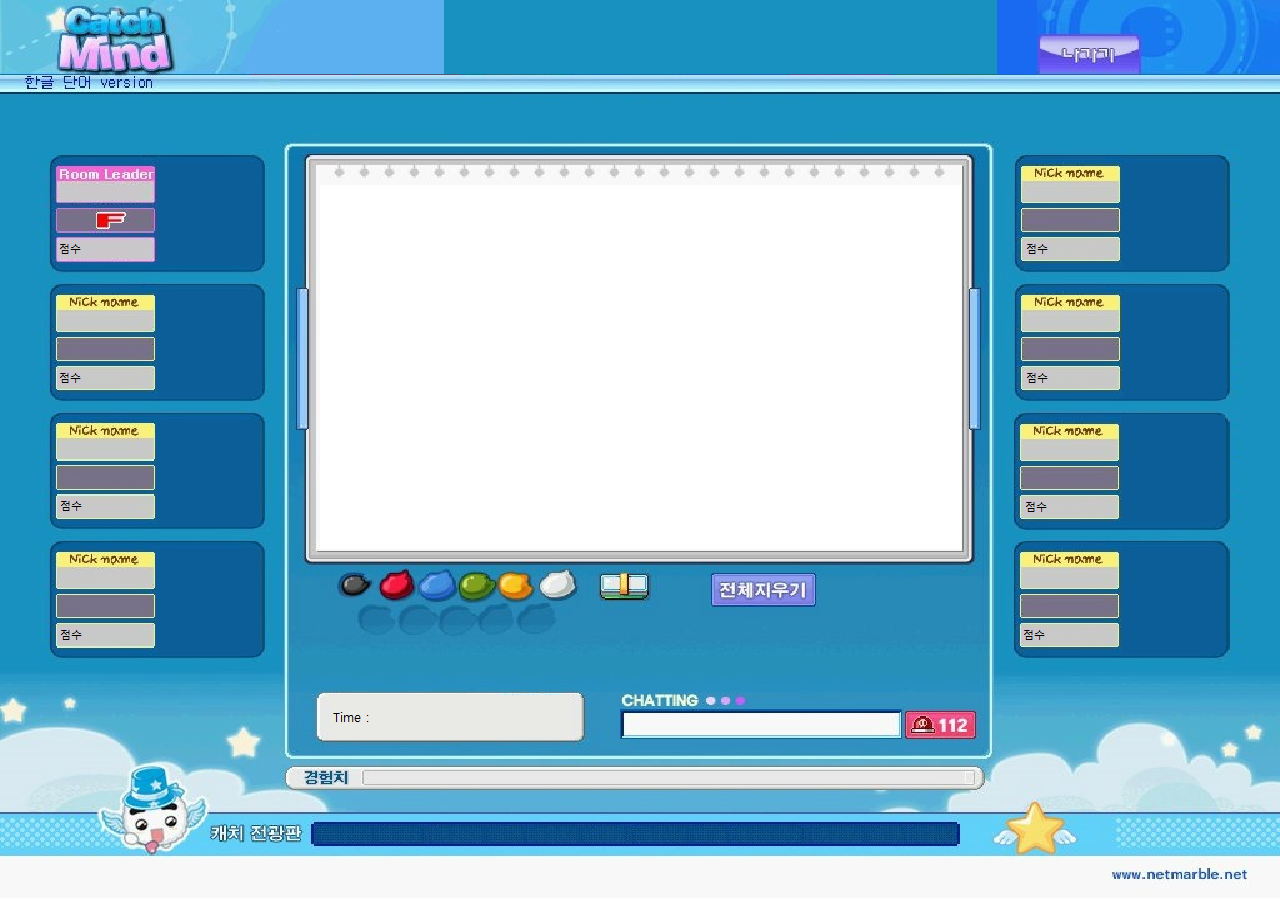 Catch
Mind
나가기
한글 단어 version
Room Leader
점수
NiCk name
점수
NiCk name
점수
NiCk name
점수
NiCk name
점수
NiCk name
점수
NiCk name
점수
NiCk name
점수
전체지우기
Time :
CHATTING
112
경험치
캐치 전광판
www.netmarble.net